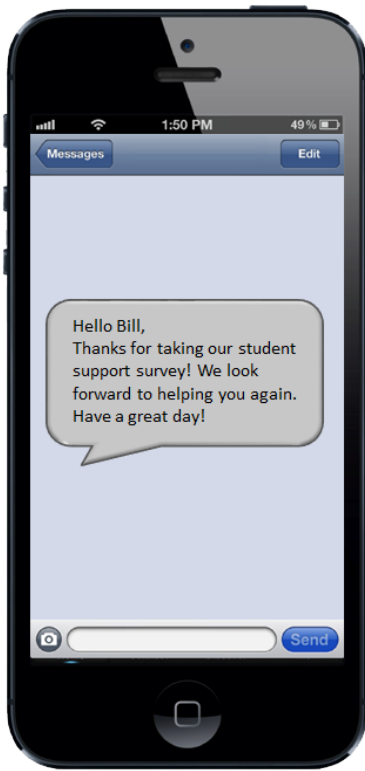 1:50 PM 49%
Messages Edit
Hello Bill,
Thanks for taking our student
support survey! We look
forward to helping you again.
Have a great day!
Send